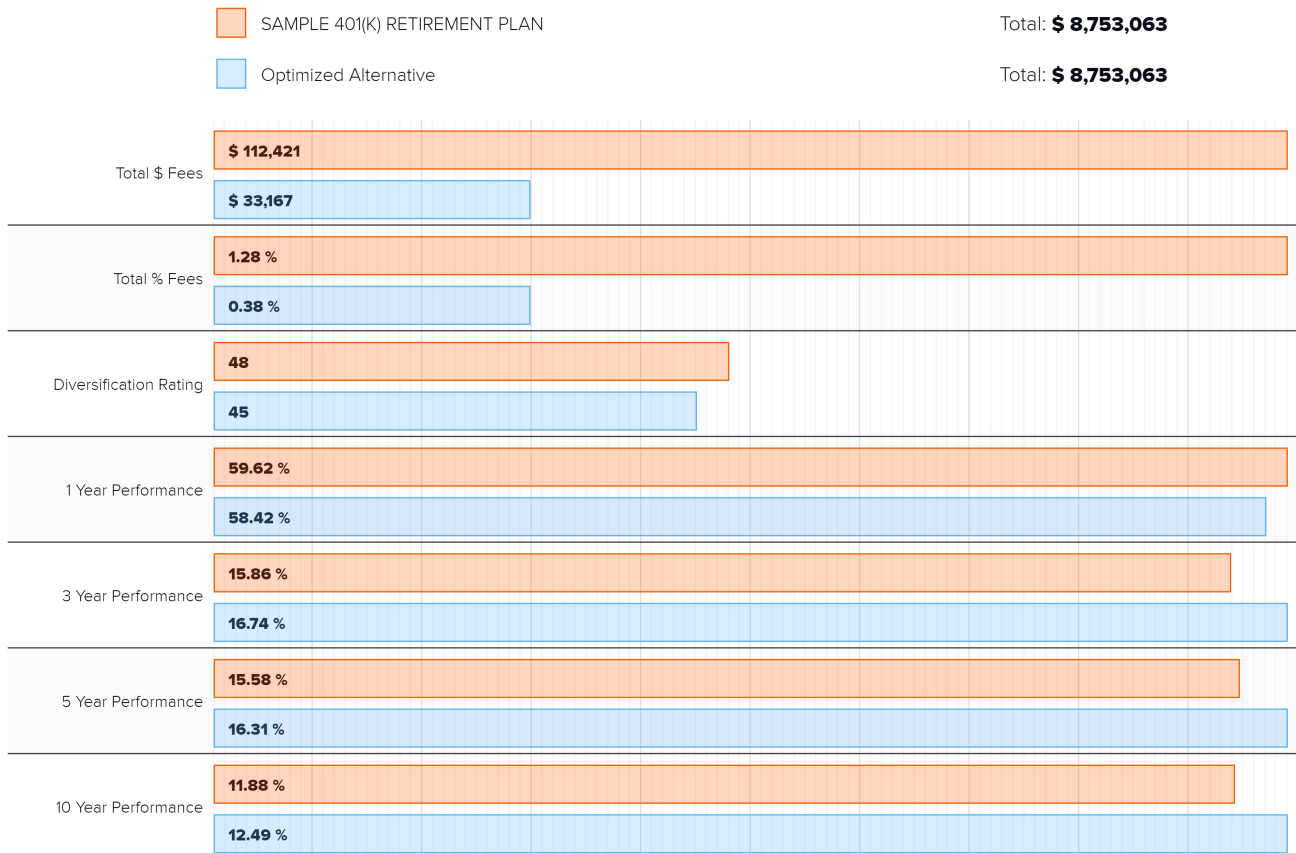 SAMPLE 401(K) RETIREMENT PLAN Total: $ 8,753,063
Optimized Alternative Total: $ 8,753,063
Total $ Fees
$ 112,421
$ 33,167
Total % Fees
1.28 %
0.38 %
Diversification Rating
48
45
1 Year Performance
59.62 %
58.42 %
3 Year Performance
15.86 %
16.74 %
5 Year Performance
15.58 %
16.31 %
10 Year Performance
11.88 %
12.49 %